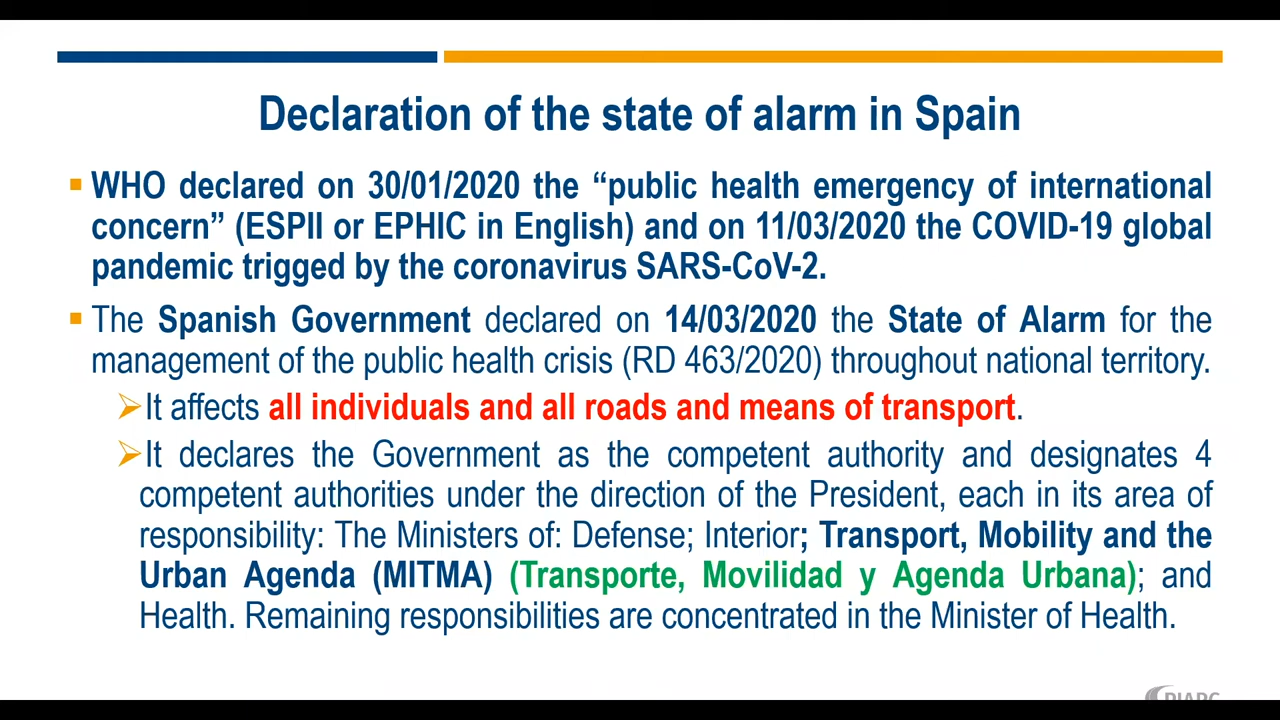 Declaration of the state of alarm in Spain
WHO declared on 30/01/2020 the “public health emergency of international
concern” (ESPII or EPHIC in English) and on 11/03/2020 the COVID-19 global
pandemic trigged by the coronavirus SARS-CoV-2.
The Spanish Government declared on 14/03/2020 the State of Alarm for the
management of the public health crisis (RD 463/2020) throughout national territory.
It affects all individuals and all roads and means of transport.
It declares the Government as the competent authority and designates 4
competent authorities under the direction of the President, each in its area of
responsibility: The Ministers of: Defense; Interior; Transport, Mobility and the
Urban Agenda (MITMA) (Transporte, Movilidad y Agenda Urbana); and
Health. Remaining responsibilities are concentrated in the Minister of Health.
PIARC